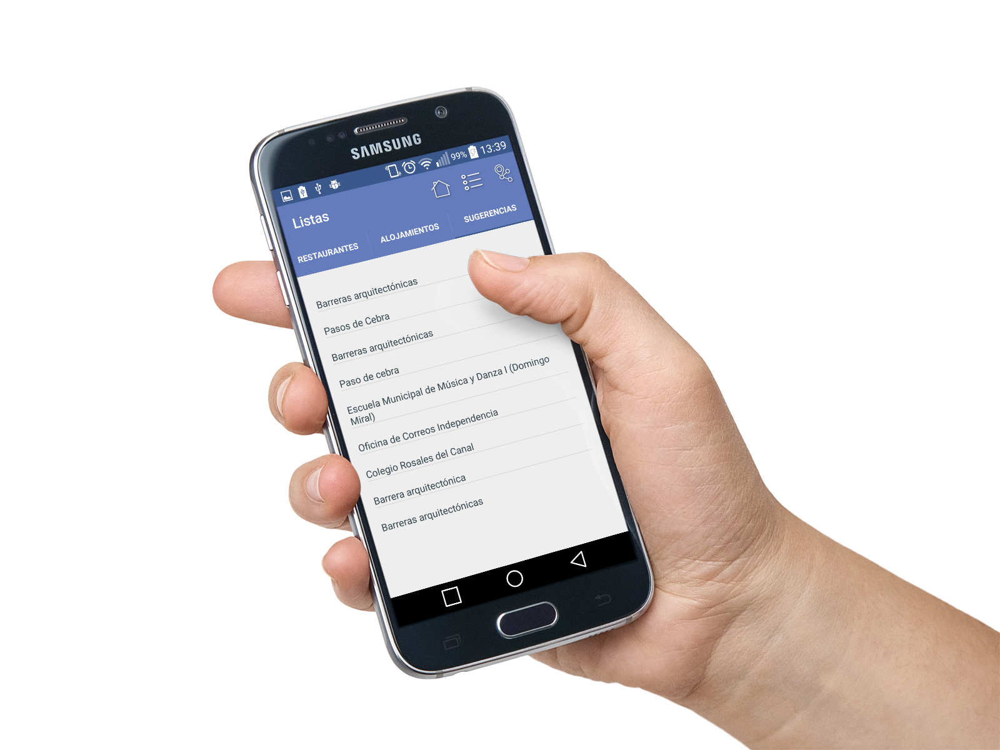 SAMSUNG
99% 13:39
Listas
RESTAURANTES ALOJAMIENTOS SUGERENCIAS
Barreras arquitectónicas
Pasos de Cebra
Barreras arquitectónicas
Paso de cebra
Escuela Municipal de Música y Danza I (Domingo
Miral)
Oficina de Correos Independencia
Colegio Rosales del Canal
Barrera arquitectónica
Barreras arquitectónicas